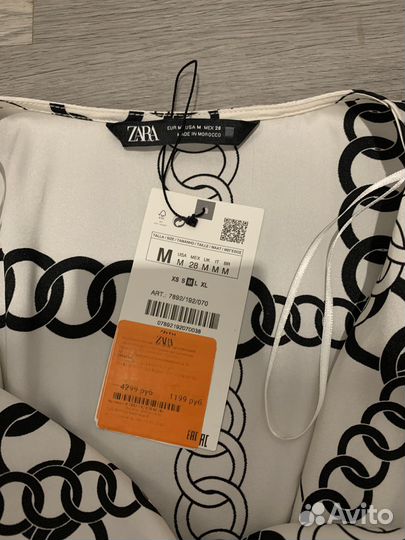 ZARA
EUR M USA M MEX 28
MADE IN MOROCCO
TALLA / SIZE / TAMANHO / TAILLE / MAAT / ΜΕΓΕΘΟΣ
M
USA MEX UK IT BR
M 28 M M M
XS S M L XL
ART.: 7892/192/070
07892192070038
ZARA
4299 руб
1199 руб
EAC
Avito